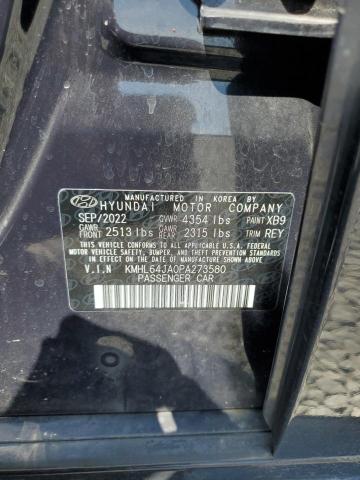 MANUFACTURED IN KOREA BY
HYUNDAI MOTOR COMPANY
SEP/2022 GVWR 4354 lbs PAINT XB9
GAWR FRONT 2513 lbs GAWR REAR 2315 lbs TRIM REY
THIS VEHICLE CONFORMS TO ALL APPLICABLE U.S.A. FEDERAL
MOTOR VEHICLE SAFETY, BUMPER, AND THEFT PREVENTION
STANDARDS IN EFFECT ON THE DATE OF MANUFACTURE SHOWN ABOVE.
V.I.N KMHL64JA0PA273580
PASSENGER CAR